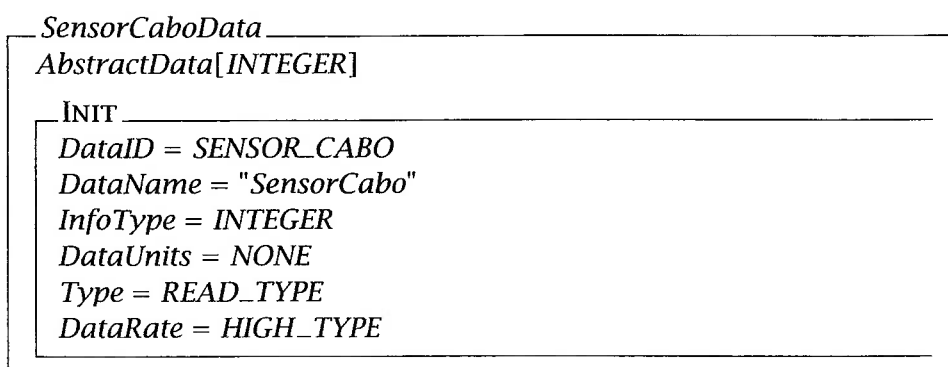 SensorCaboData
AbstractData[INTEGER]
INIT
DataID = SENSOR_CABO
DataName = "SensorCabo"
InfoType = INTEGER
DataUnits = NONE
Type = READ_TYPE
DataRate = HIGH_TYPE